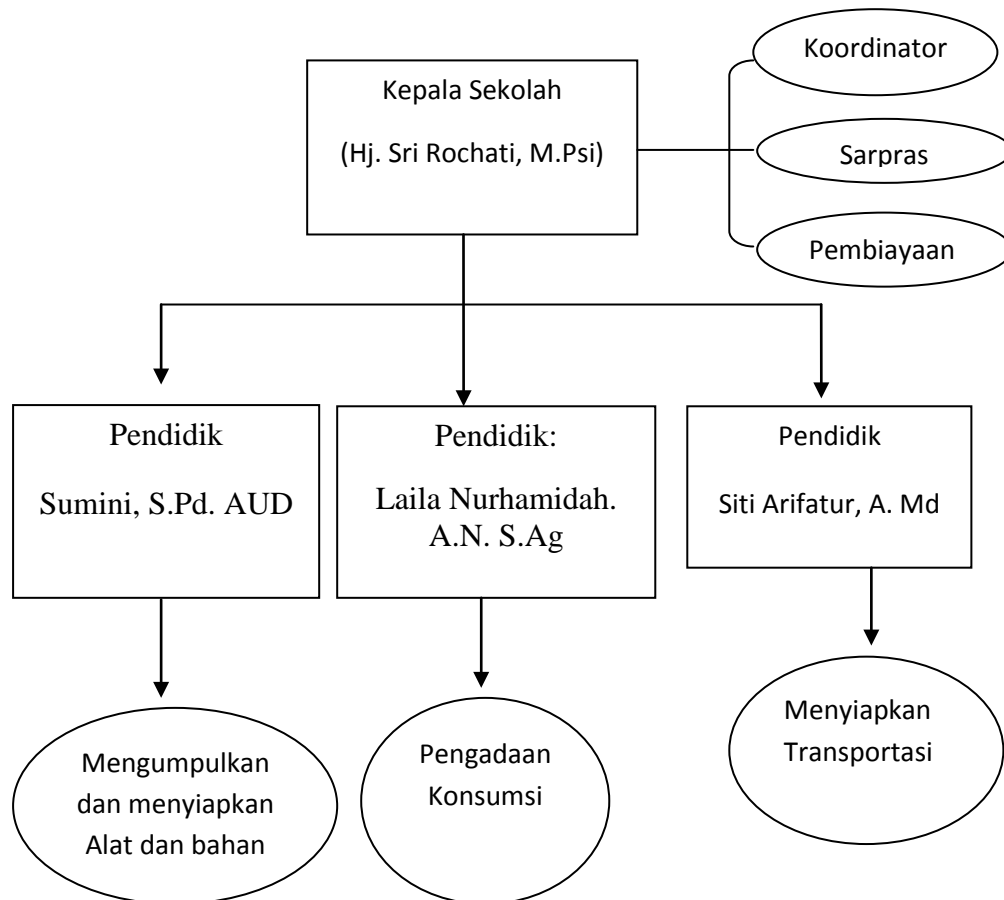 Koordinator
Kepala Sekolah
(Hj. Sri Rochati, M.Psi)
Sarpras
Pembiayaan
Pendidik
Sumini, S.Pd. AUD
Pendidik:
Laila Nurhamidah.
A.N. S.Ag
Pendidik
Siti Arifatur, A. Md
Mengumpulkan
dan menyiapkan
Alat dan bahan
Pengadaan
Konsumsi
Menyiapkan
Transportasi